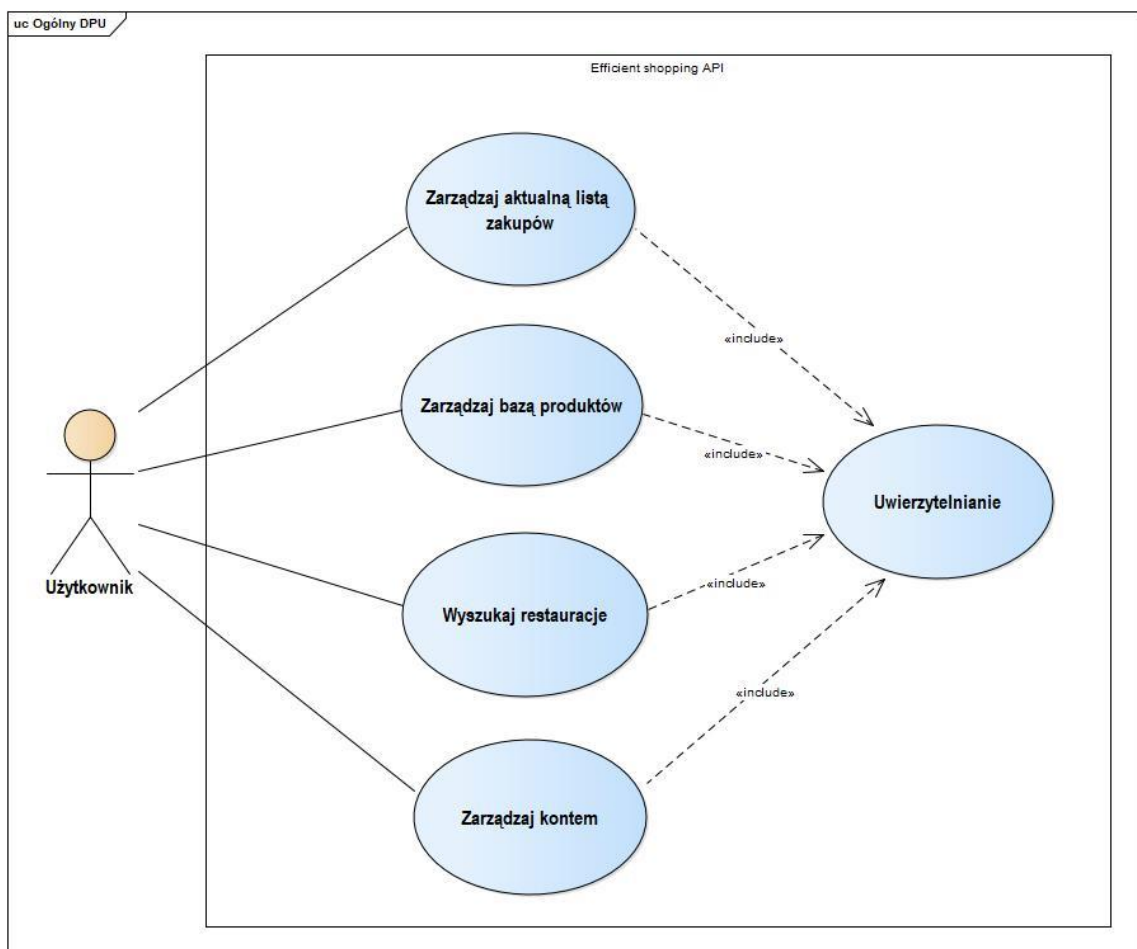 uc Ogólny DPU
Efficient shopping API
Zarządzaj aktualną listą
zakupów
«include»
Zarządzaj bazą produktów
«include»
Uwierzytelnianie
Użytkownik
Wyszukaj restauracje
«include»
«include»
Zarządzaj kontem